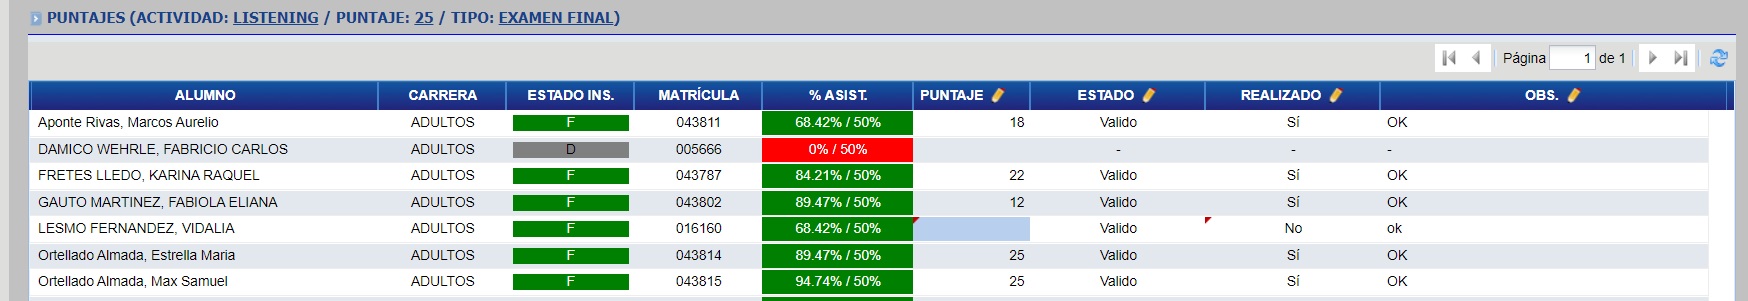 PUNTAJES (ACTIVIDAD: LISTENING / PUNTAJE: 25 / TIPO: EXAMEN FINAL)
Página 1 de 1
ALUMNO CARRERA ESTADO INS. MATRÍCULA % ASIST. PUNTAJE ESTADO REALIZADO OBS.
Aponte Rivas, Marcos Aurelio ADULTOS F 043811 68.42% / 50% 18 Valido Sí OK
DAMICO WEHRLE, FABRICIO CARLOS ADULTOS D 005666 0% / 50% - - -
FRETES LLEDO, KARINA RAQUEL ADULTOS F 043787 84.21% / 50% 22 Valido Sí OK
GAUTO MARTINEZ, FABIOLA ELIANA ADULTOS F 043802 89.47% / 50% 12 Valido Sí OK
LESMO FERNANDEZ, VIDALIA ADULTOS F 016160 68.42% / 50% Valido No ok
Ortellado Almada, Estrella Maria ADULTOS F 043814 89.47% / 50% 25 Valido Sí OK
Ortellado Almada, Max Samuel ADULTOS F 043815 94.74% / 50% 25 Valido Sí OK